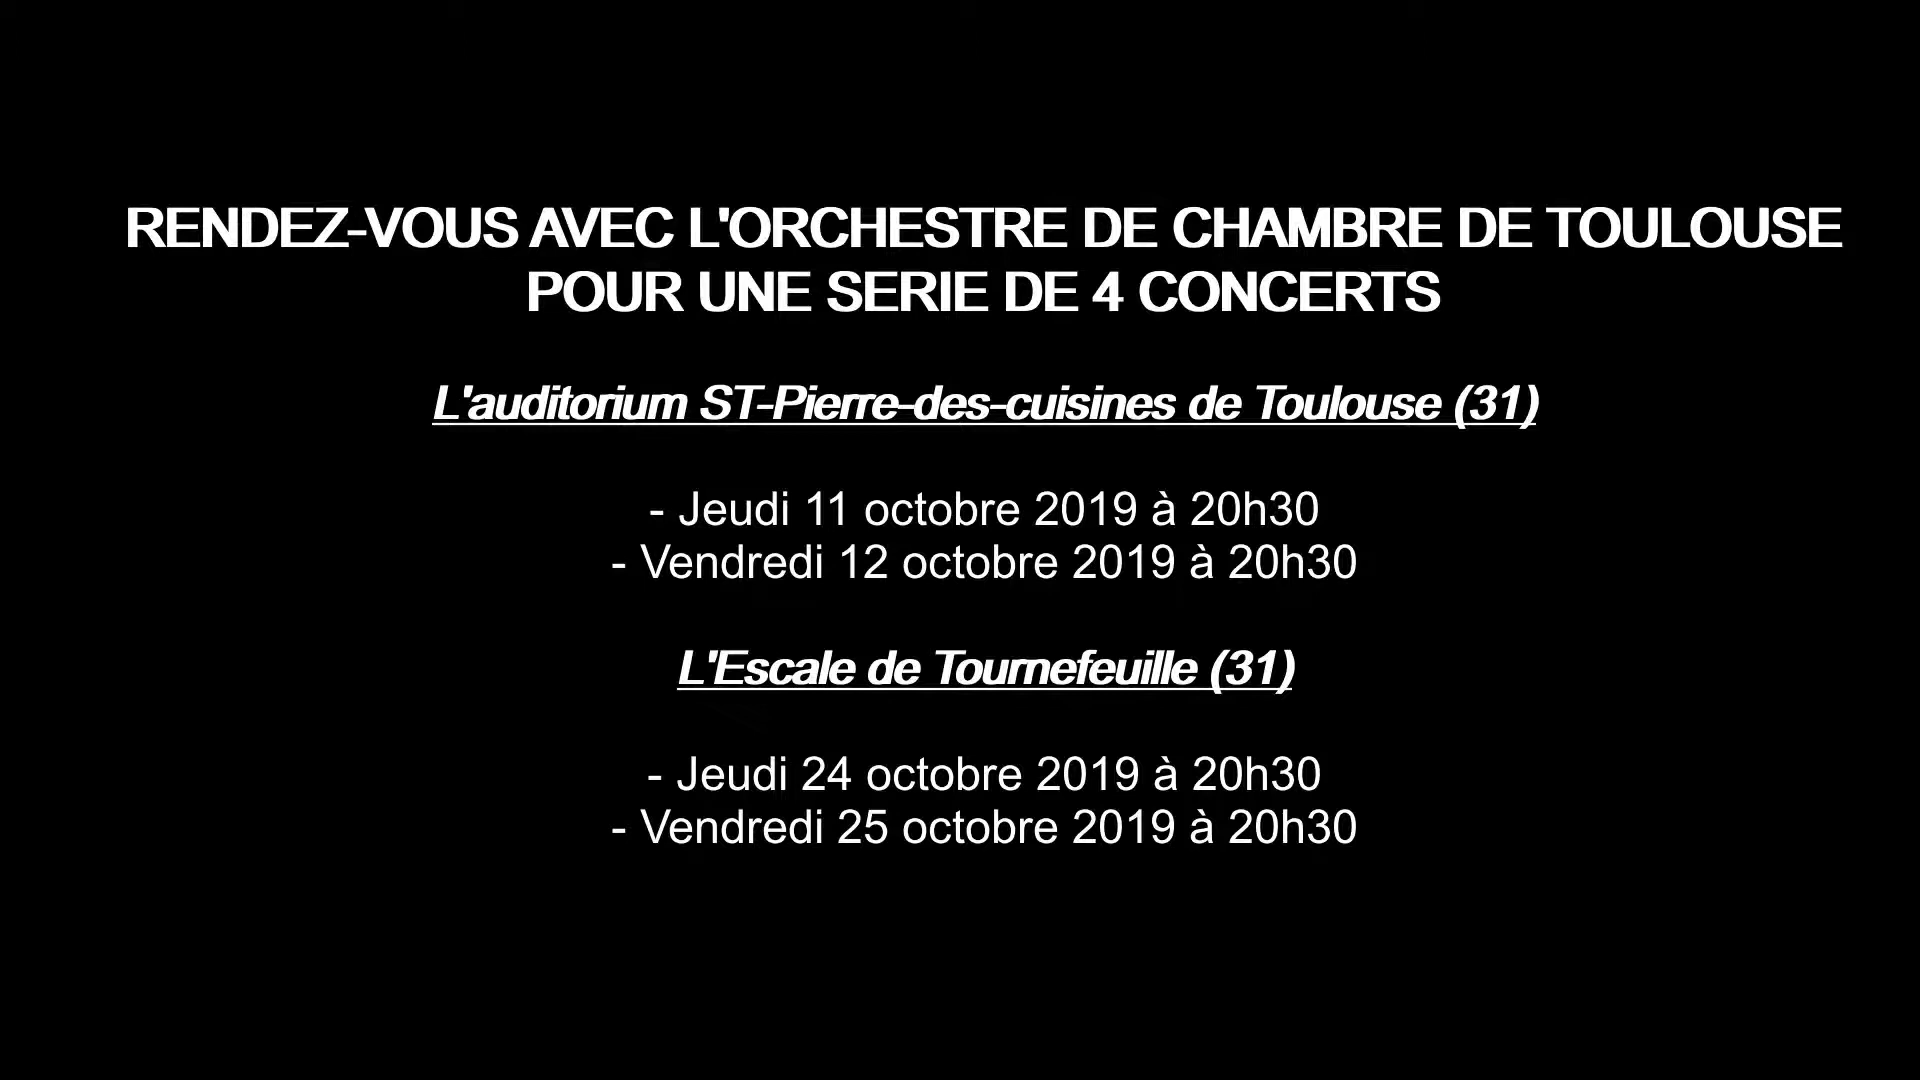 RENDEZ-VOUS AVEC L'ORCHESTRE DE CHAMBRE DE TOULOUSE
POUR UNE SERIE DE 4 CONCERTS
L'auditorium ST-Pierre-des-cuisines de Toulouse (31)
- Jeudi 11 octobre 2019 à 20h30
- Vendredi 12 octobre 2019 à 20h30
L'Escale de Tournefeuille (31)
- Jeudi 24 octobre 2019 à 20h30
- Vendredi 25 octobre 2019 à 20h30